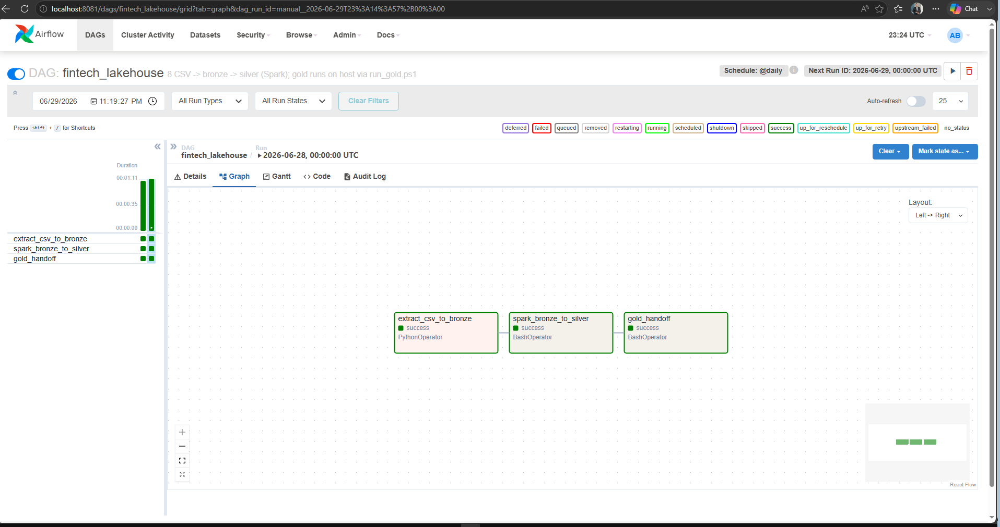 localhost:8081/dags/fintech_lakehouse/grid?tab=graph&dag_run_id=manual__2026-06-29T23%3A14%3A57%2B00%3A00
Chat
Airflow
DAGs
Cluster Activity
Datasets
Security
Browse
Admin
Docs
23:24 UTC
AB
DAG: fintech_lakehouse 8 CSV -> bronze -> silver (Spark); gold runs on host via run_gold.ps1
Schedule: @daily
Next Run ID: 2026-06-29, 00:00:00 UTC
06/29/2026 11:19:27 PM
All Run Types
All Run States
Clear Filters
Auto-refresh
25
Press shift + / for Shortcuts
deferred
failed
queued
removed
restarting
running
scheduled
shutdown
skipped
success
up_for_reschedule
up_for_retry
upstream_failed
no_status
DAG
fintech_lakehouse /
Run
2026-06-28, 00:00:00 UTC
Clear
Mark state as...
Duration
00:01:11
00:00:35
00:00:00
extract_csv_to_bronze
spark_bronze_to_silver
gold_handoff
Details
Graph
Gantt
Code
Audit Log
Layout:
Left -> Right
extract_csv_to_bronze
success
PythonOperator
spark_bronze_to_silver
success
BashOperator
gold_handoff
success
BashOperator
React Flow